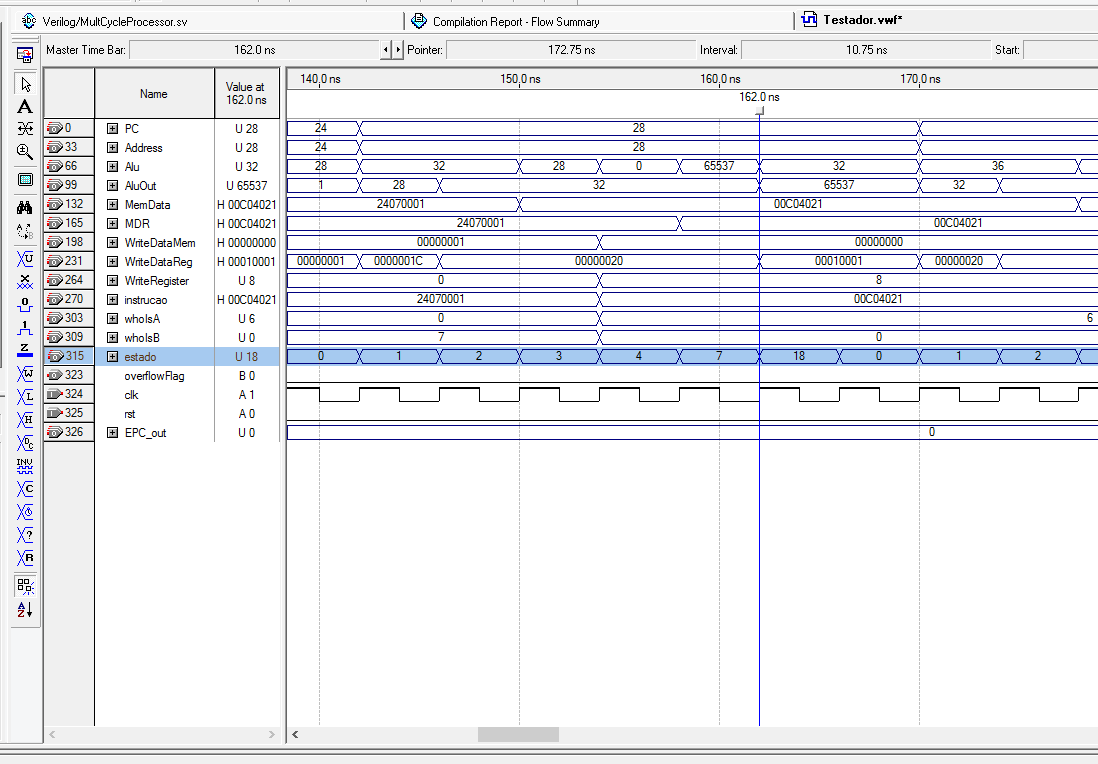 Verilog/MultCycleProcessor.sv Compilation Report - Flow Summary Testador.vwf*
Master Time Bar: 162.0 ns Pointer: 172.75 ns Interval: 10.75 ns Start:
Name Value at 162.0 ns 140.0 ns 150.0 ns 160.0 ns 170.0 ns
162.0 ns
0 PC U 28 24 28
33 Address U 28 24 28
66 Alu U 32 28 32 28 0 65537 32 36
99 AluOut U 65537 1 28 32 65537 32
132 MemData H 00C04021 24070001 00C04021
165 MDR H 00C04021 24070001 00C04021
198 WriteDataMem H 00000000 00000001 00000000
231 WriteDataReg H 00010001 00000001 0000001C 00000020 00010001 00000020
264 WriteRegister U 8 0 8
270 instrucao H 00C04021 24070001 00C04021
303 whoIsA U 6 0 6
309 whoIsB U 0 7 0
315 estado U 18 0 1 2 3 4 7 18 0 1 2
323 overflowFlag B 0
324 clk A 1
325 rst A 0
326 EPC_out U 0 0